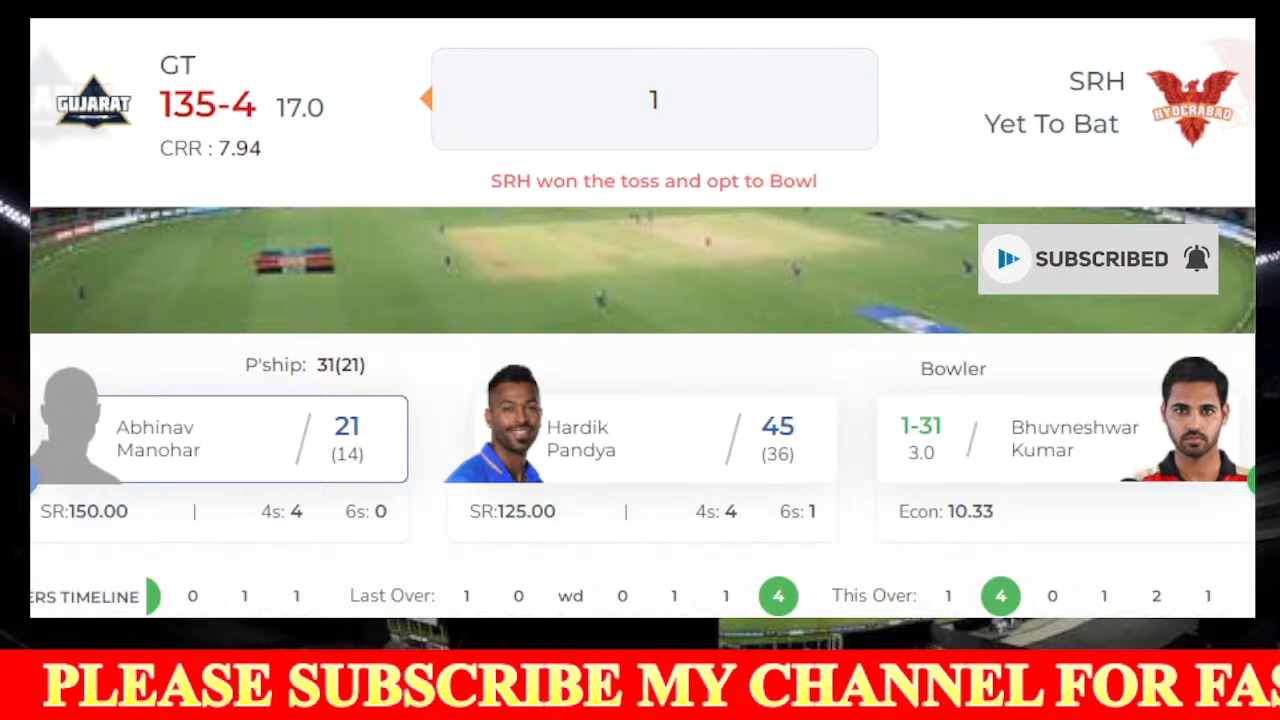 GT
135-4 17.0
CRR : 7.94
GUJARAT
1
SRH
Yet To Bat
HYDERABAD
SRH won the toss and opt to Bowl
SUBSCRIBED
P'ship: 31(21)
Bowler
Abhinav
Manohar
21
(14)
Hardik
Pandya
45
(36)
1-31
3.0
Bhuvneshwar
Kumar
SR:150.00 | 4s: 4 6s: 0
SR:125.00 | 4s: 4 6s: 1
Econ: 10.33
ERS TIMELINE 0 1 1 Last Over: 1 0 wd 0 1 1 4 This Over: 1 4 0 1 2 1
PLEASE SUBSCRIBE MY CHANNEL FOR FAS